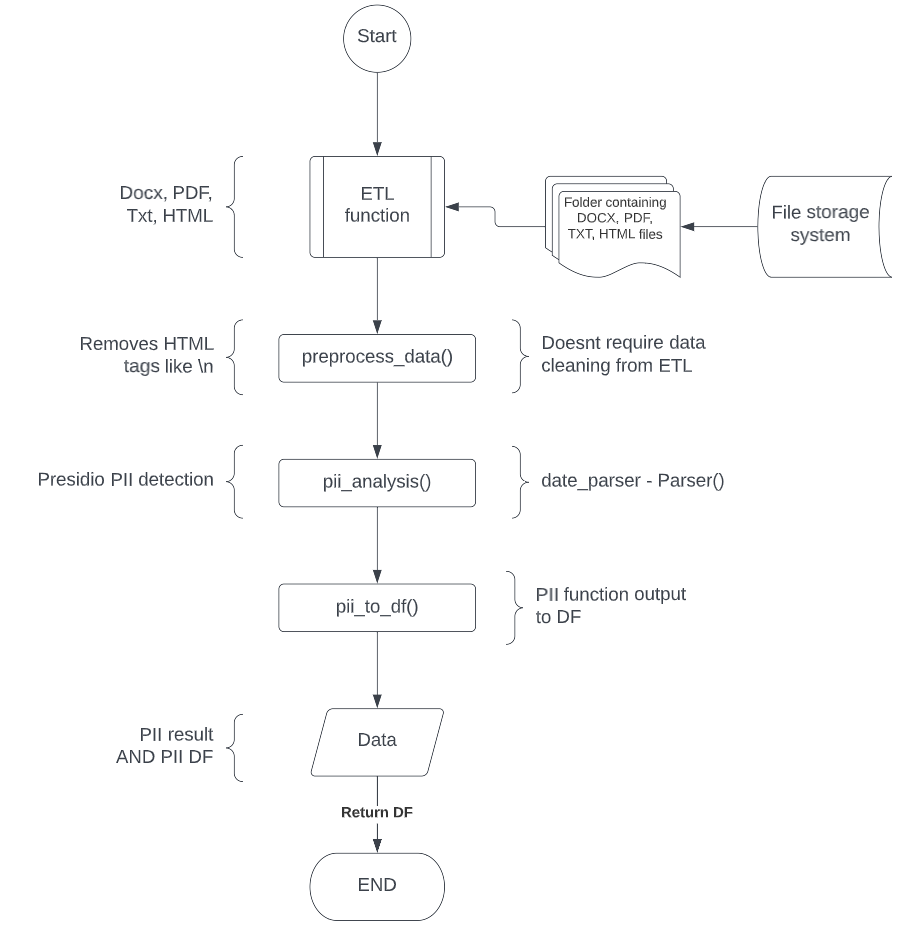 Start
Docx, PDF,
Txt, HTML
ETL
function
Folder containing
DOCX, PDF,
TXT, HTML files
File storage
system
Removes HTML
tags like \n
preprocess_data()
Doesnt require data
cleaning from ETL
Presidio PII detection
pii_analysis()
date_parser - Parser()
pii_to_df()
PII function output
to DF
PII result
AND PII DF
Data
Return DF
END